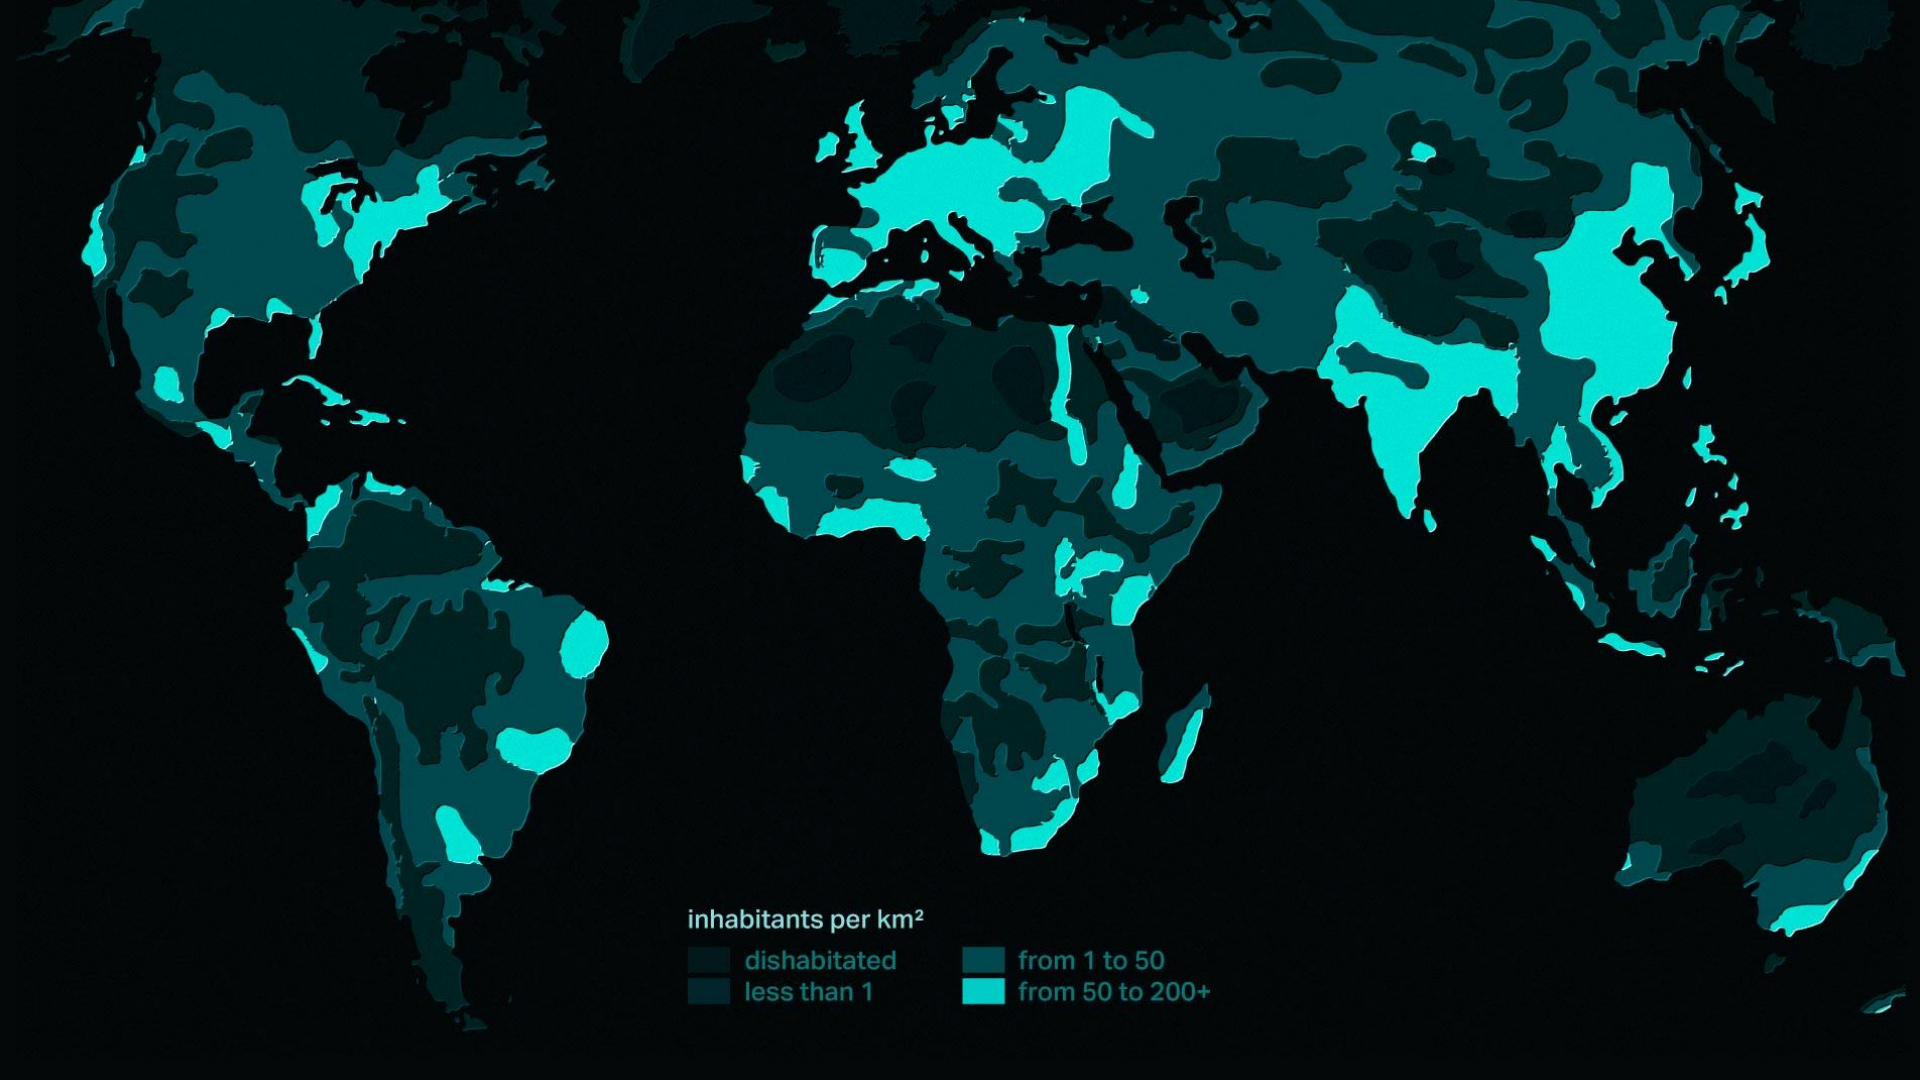 inhabitants per km²
dishabitated
less than 1
from 1 to 50
from 50 to 200+